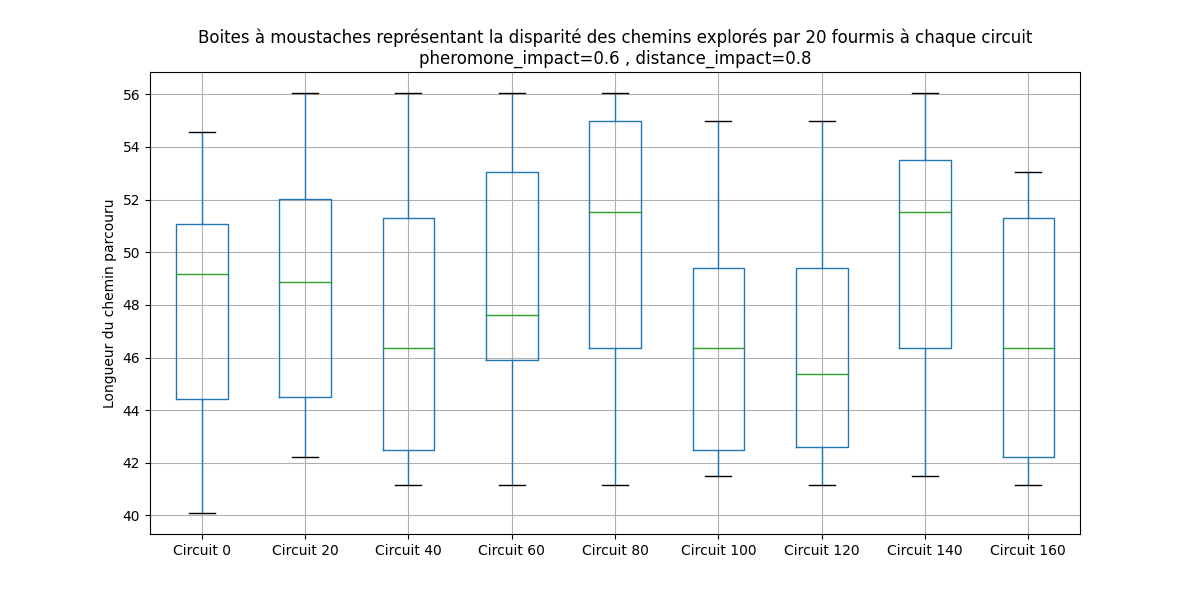 Boites à moustaches représentant la disparité des chemins explorés par 20 fourmis à chaque circuit
pheromone_impact=0.6 , distance_impact=0.8
56
54
52
50
48
46
44
42
40
Longueur du chemin parcouru
Circuit 0 Circuit 20 Circuit 40 Circuit 60 Circuit 80 Circuit 100 Circuit 120 Circuit 140 Circuit 160